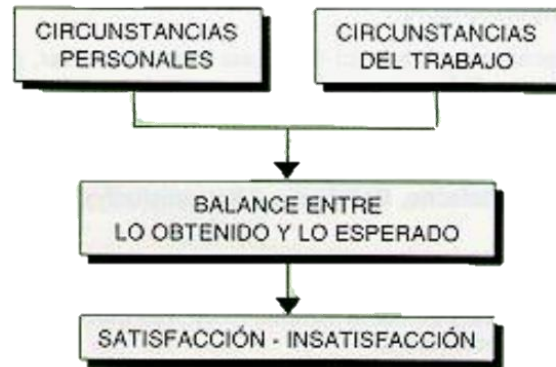 CIRCUNSTANCIAS
PERSONALES
CIRCUNSTANCIAS
DEL TRABAJO
BALANCE ENTRE
LO OBTENIDO Y LO ESPERADO
SATISFACCIÓN - INSATISFACCIÓN